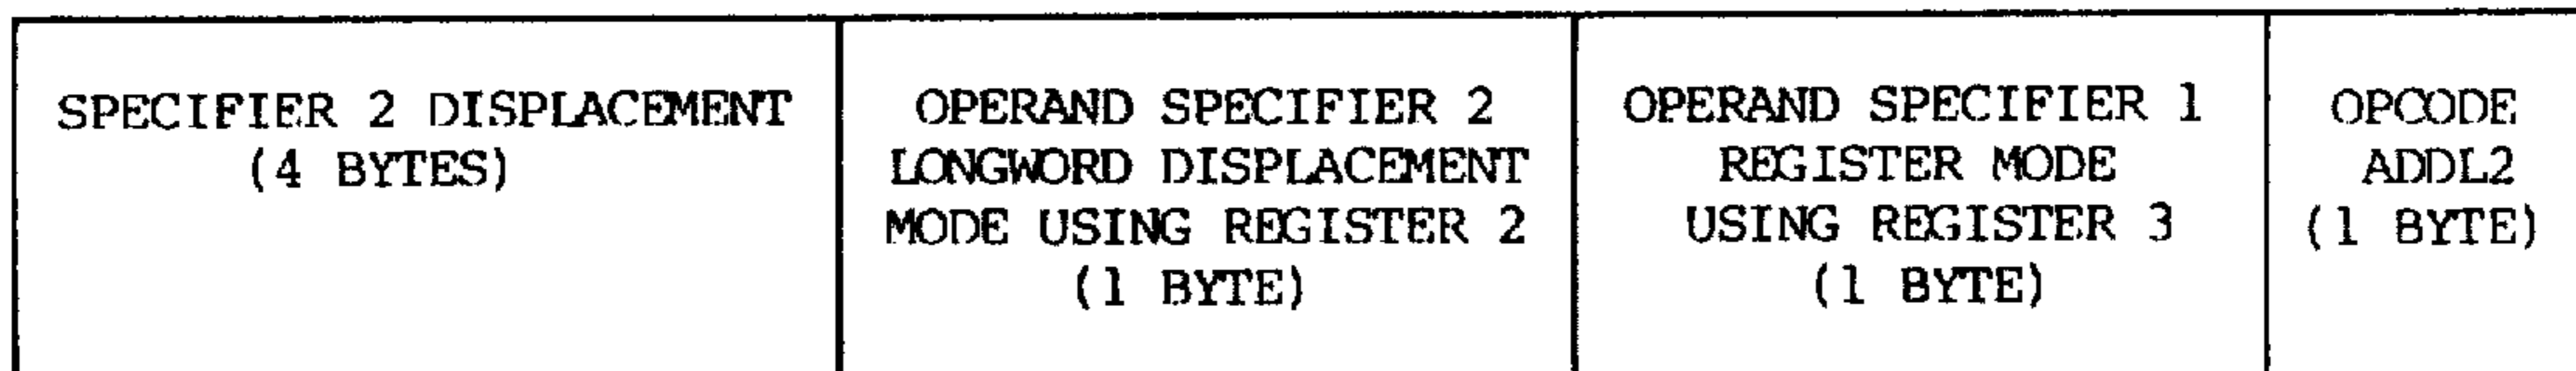 SPECIFIER 2 DISPLACEMENT
(4 BYTES)
OPERAND SPECIFIER 2
LONGWORD DISPLACEMENT
MODE USING REGISTER 2
(1 BYTE)
OPERAND SPECIFIER 1
REGISTER MODE
USING REGISTER 3
(1 BYTE)
OPCODE
ADDL2
(1 BYTE)